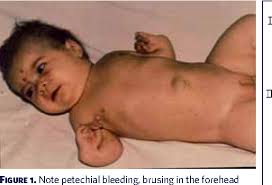 FIGURE 1. Note petechial bleeding, brusing in the forehead